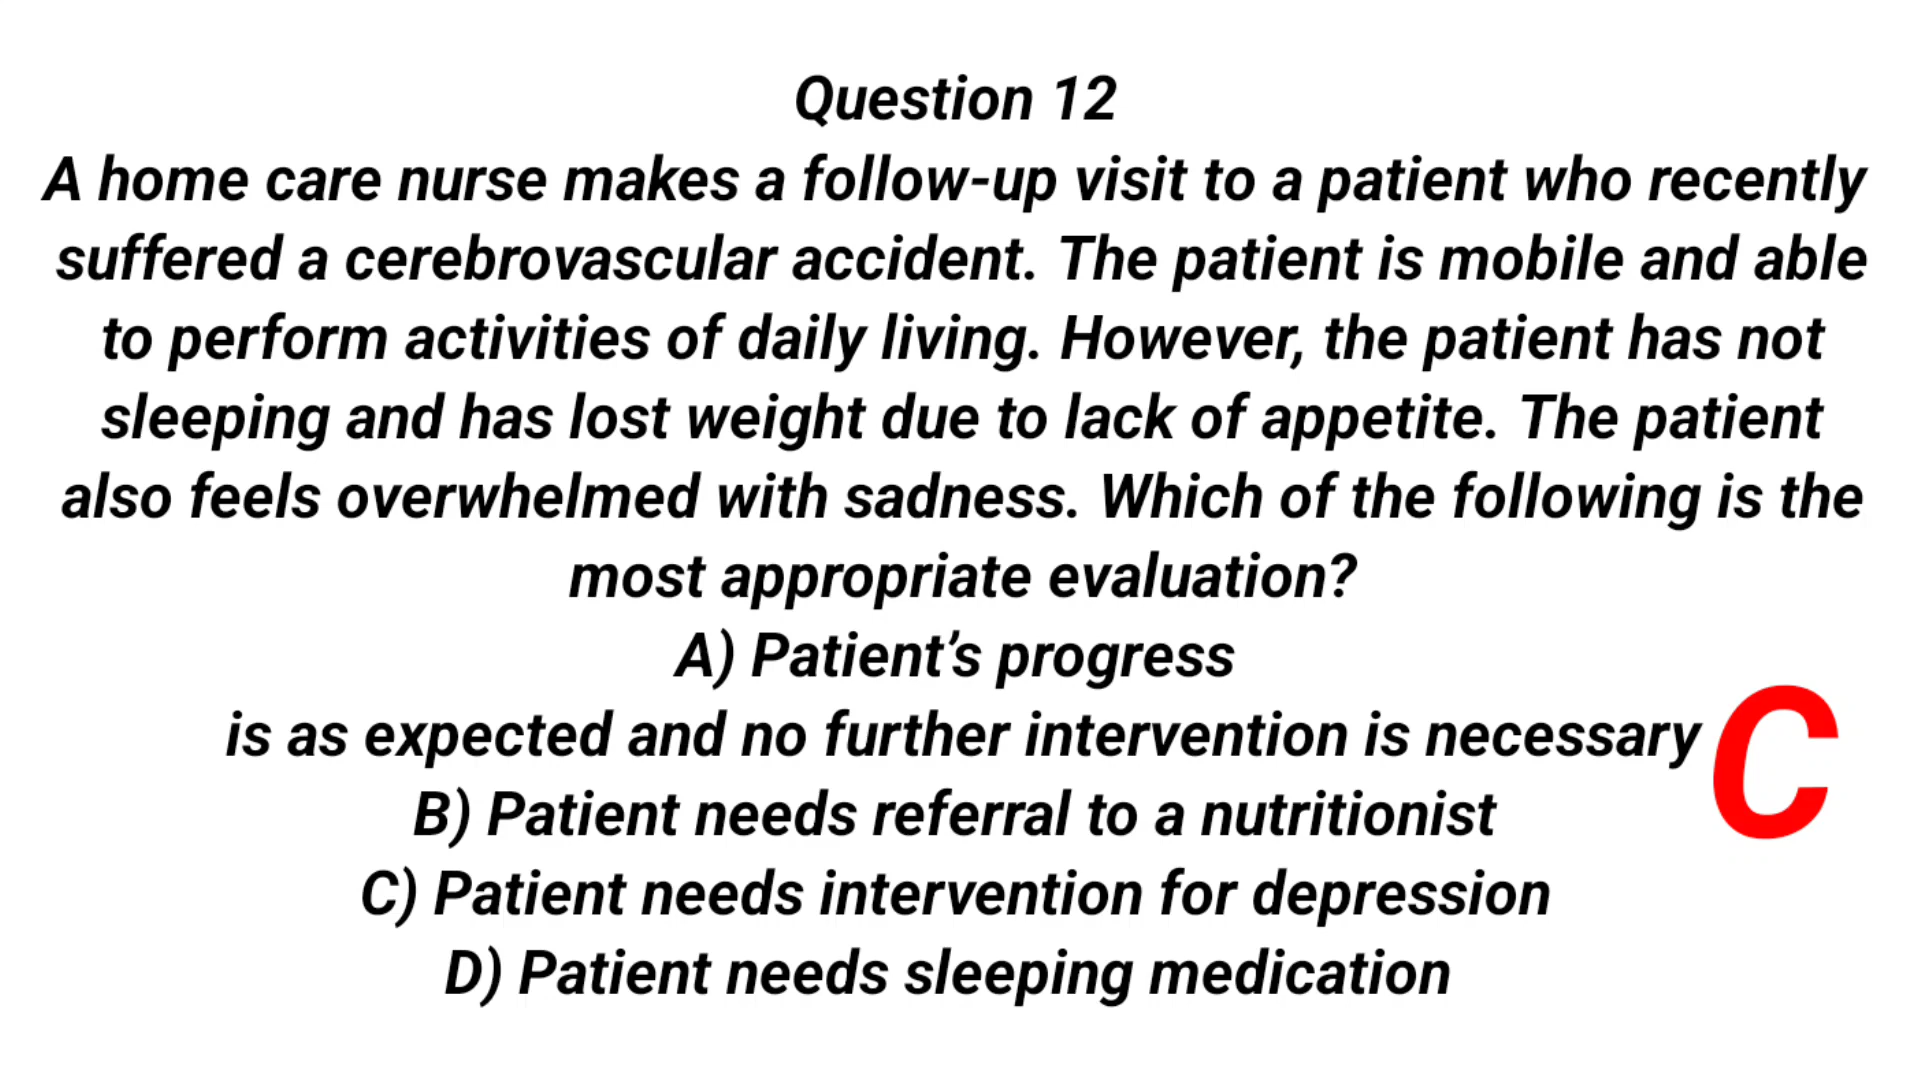 Question 12
A home care nurse makes a follow-up visit to a patient who recently
suffered a cerebrovascular accident. The patient is mobile and able
to perform activities of daily living. However, the patient has not
sleeping and has lost weight due to lack of appetite. The patient
also feels overwhelmed with sadness. Which of the following is the
most appropriate evaluation?
A) Patient’s progress
is as expected and no further intervention is necessary
B) Patient needs referral to a nutritionist
C) Patient needs intervention for depression
D) Patient needs sleeping medication
C